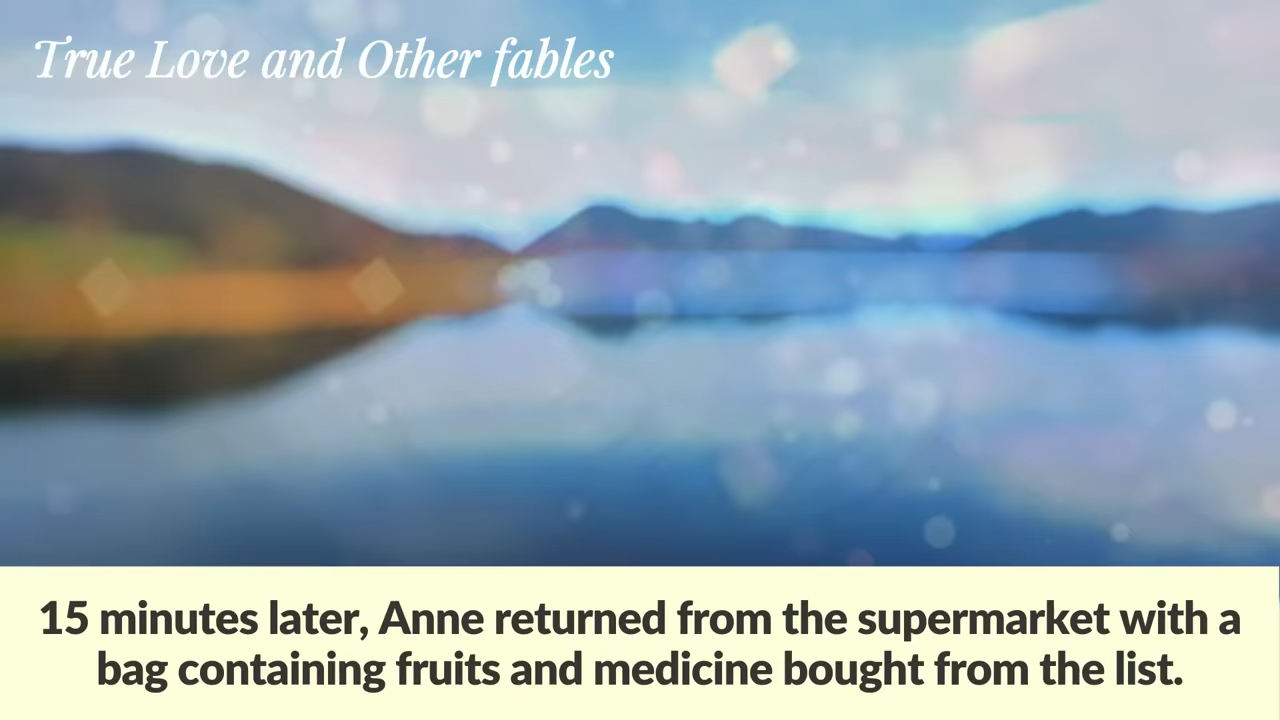 True Love and Other fables
15 minutes later, Anne returned from the supermarket with a
bag containing fruits and medicine bought from the list.